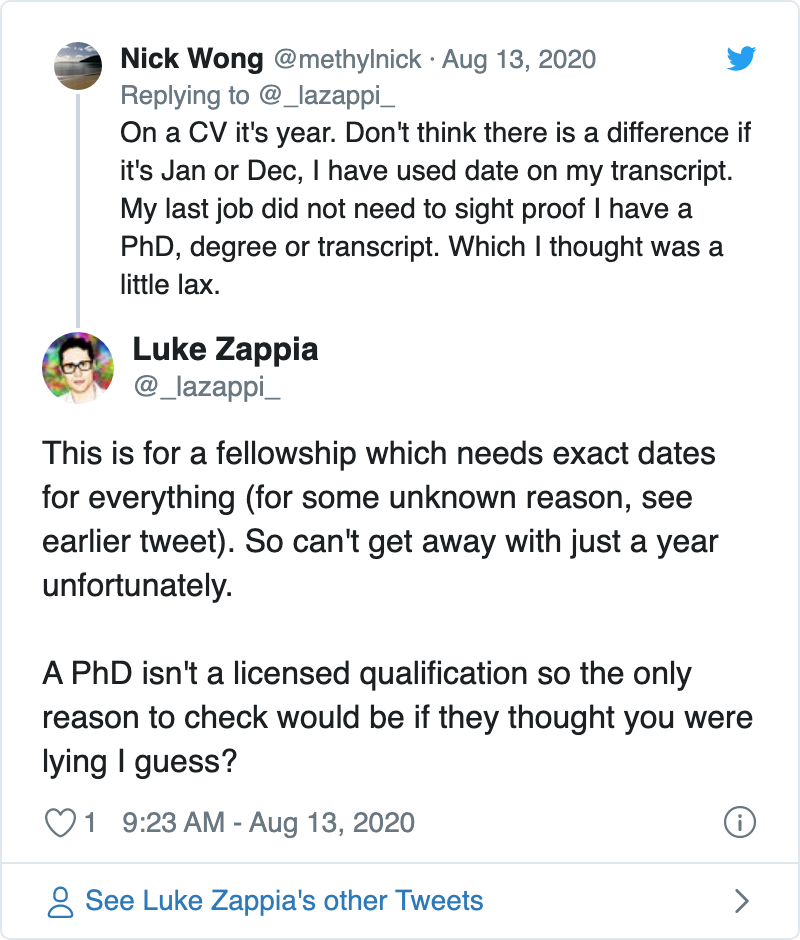 Nick Wong @methylnick · Aug 13, 2020
Replying to @_lazappi_
On a CV it's year. Don't think there is a difference if
it's Jan or Dec, I have used date on my transcript.
My last job did not need to sight proof I have a
PhD, degree or transcript. Which I thought was a
little lax.
Luke Zappia
@_lazappi_
This is for a fellowship which needs exact dates
for everything (for some unknown reason, see
earlier tweet). So can't get away with just a year
unfortunately.
A PhD isn't a licensed qualification so the only
reason to check would be if they thought you were
lying I guess?
1 9:23 AM - Aug 13, 2020
See Luke Zappia's other Tweets